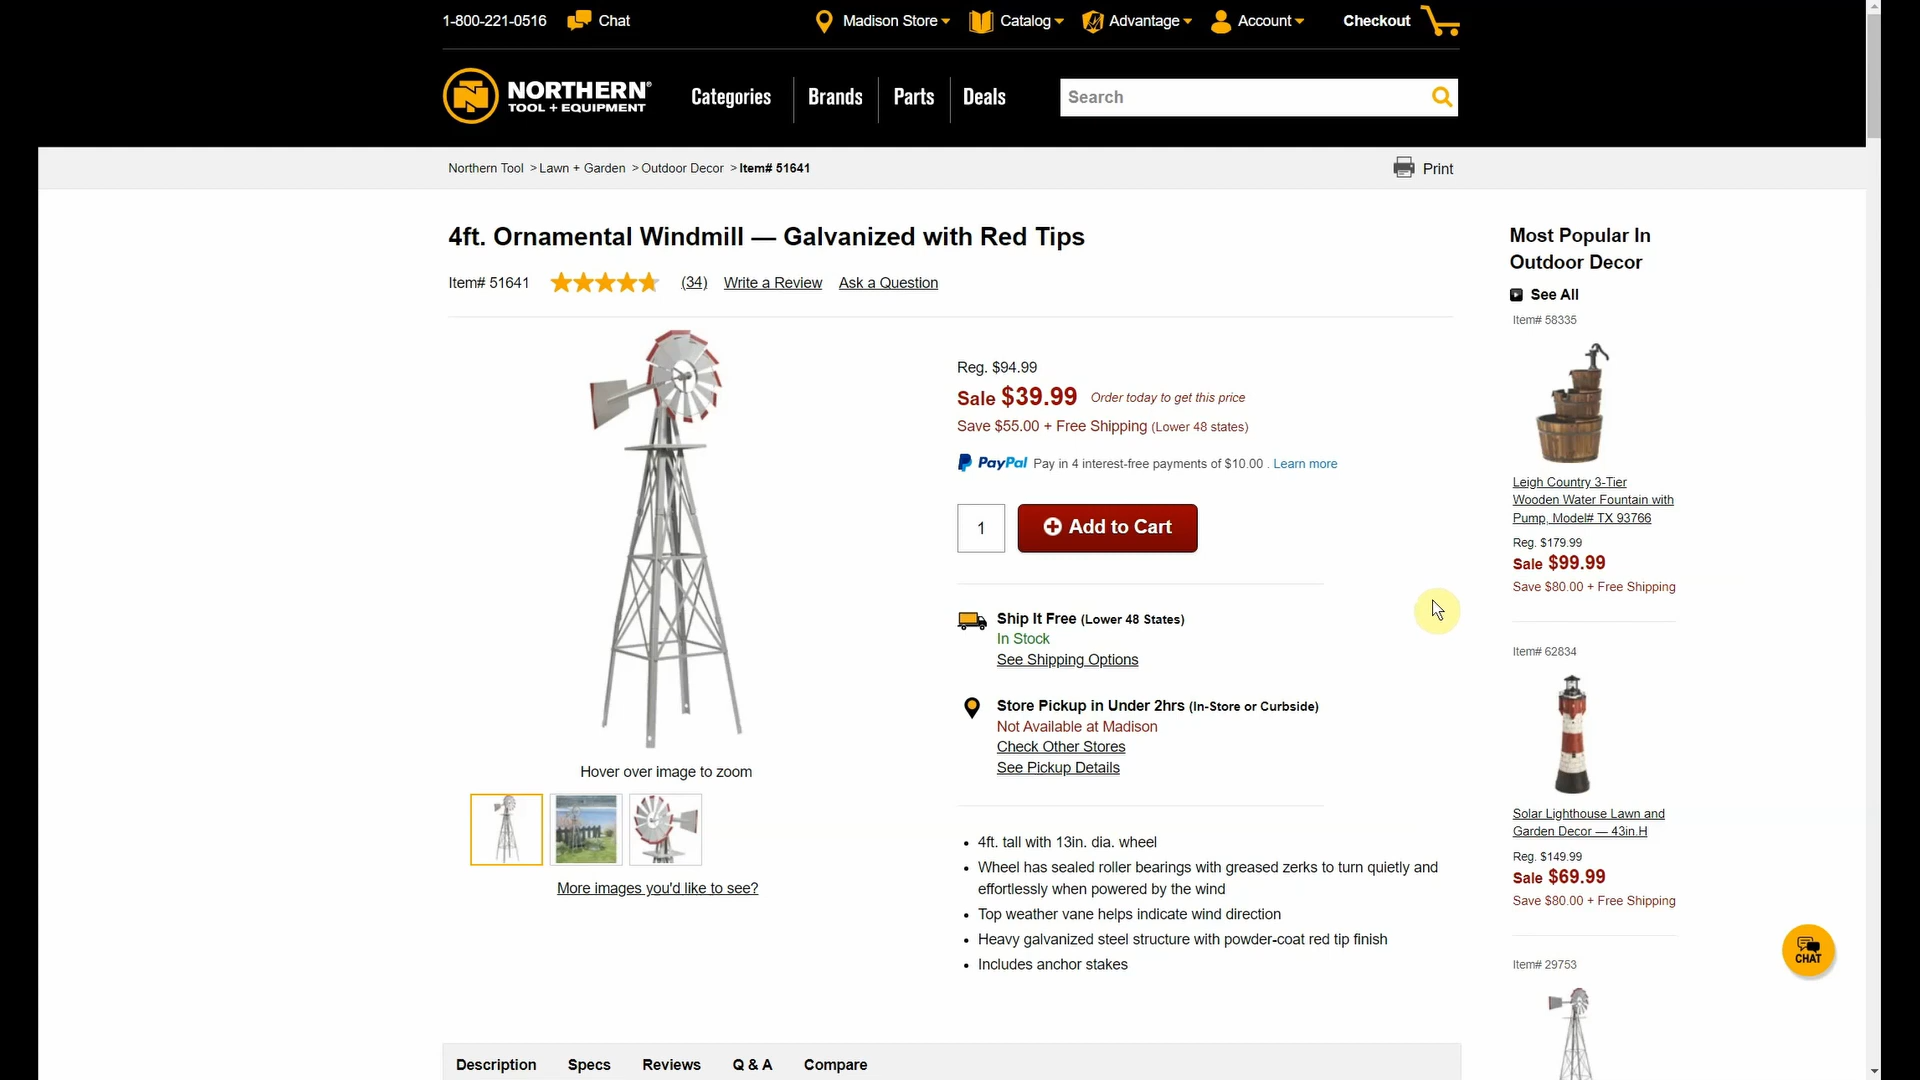 1-800-221-0516 Chat Madison Store Catalog Advantage Account Checkout
NORTHERN®
TOOL + EQUIPMENT
Categories Brands Parts Deals Search
Northern Tool > Lawn + Garden > Outdoor Decor > Item# 51641 Print
4ft. Ornamental Windmill — Galvanized with Red Tips
Item# 51641 (34) Write a Review Ask a Question
Reg. $94.99
Sale $39.99 Order today to get this price
Save $55.00 + Free Shipping (Lower 48 states)
PayPal Pay in 4 interest-free payments of $10.00 . Learn more
1 Add to Cart
Ship It Free (Lower 48 States)
In Stock
See Shipping Options
Store Pickup in Under 2hrs (In-Store or Curbside)
Not Available at Madison
Check Other Stores
See Pickup Details
Hover over image to zoom
More images you'd like to see?
• 4ft. tall with 13in. dia. wheel
• Wheel has sealed roller bearings with greased zerks to turn quietly and
effortlessly when powered by the wind
• Top weather vane helps indicate wind direction
• Heavy galvanized steel structure with powder-coat red tip finish
• Includes anchor stakes
Description Specs Reviews Q & A Compare
Most Popular In
Outdoor Decor
See All
Item# 58335
Leigh Country 3-Tier
Wooden Water Fountain with
Pump, Model# TX 93766
Reg. $179.99
Sale $99.99
Save $80.00 + Free Shipping
Item# 62834
Solar Lighthouse Lawn and
Garden Decor — 43in.H
Reg. $149.99
Sale $69.99
Save $80.00 + Free Shipping
Item# 29753
CHAT